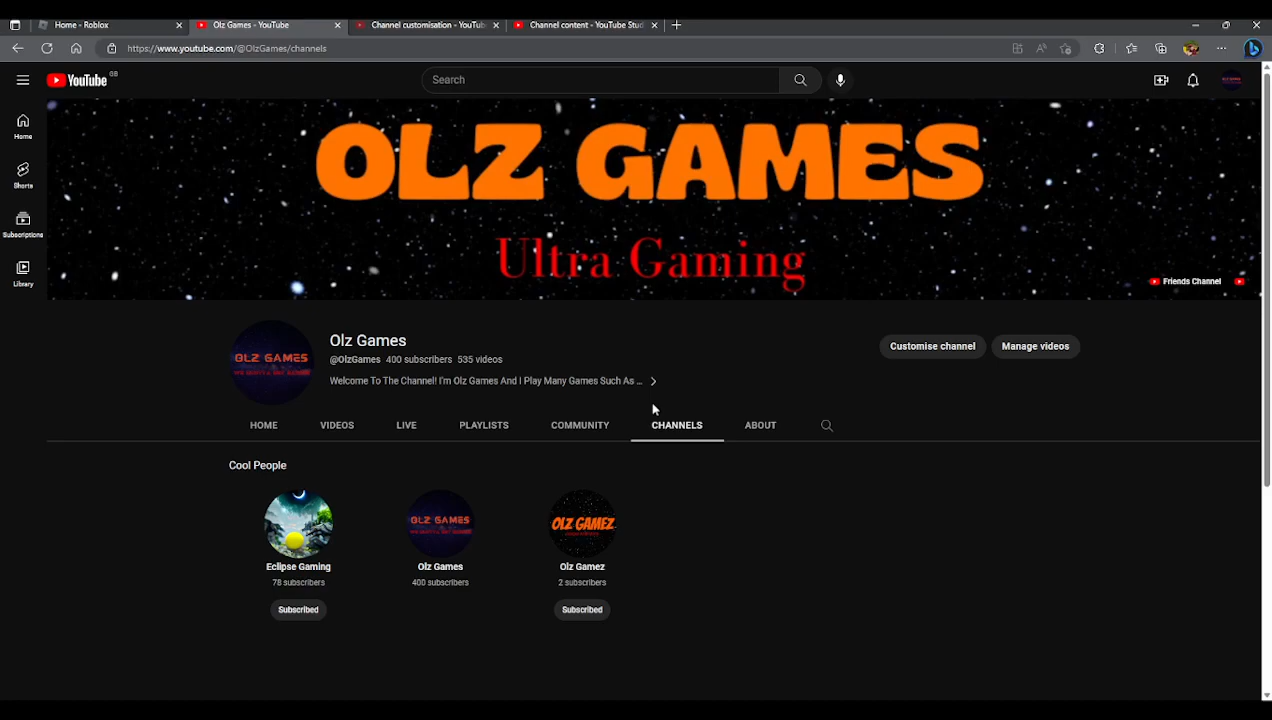 Home - Roblox
Olz Games - YouTube
Channel customisation - YouTub
Channel content - YouTube Stud
https://www.youtube.com/@OlzGames/channels
YouTube GB
Search
Home
Shorts
Subscriptions
Library
OLZ GAMES
Ultra Gaming
Friends Channel
OLZ GAMES
Olz Games
@OlzGames 400 subscribers 535 videos
Welcome To The Channel! I'm Olz Games And I Play Many Games Such As ...
Customise channel
Manage videos
HOME VIDEOS LIVE PLAYLISTS COMMUNITY CHANNELS ABOUT
Cool People
OLZ GAMES
OLZ GAMEZ
Eclipse Gaming
Olz Games
Olz Gamez
78 subscribers
400 subscribers
2 subscribers
Subscribed
Subscribed